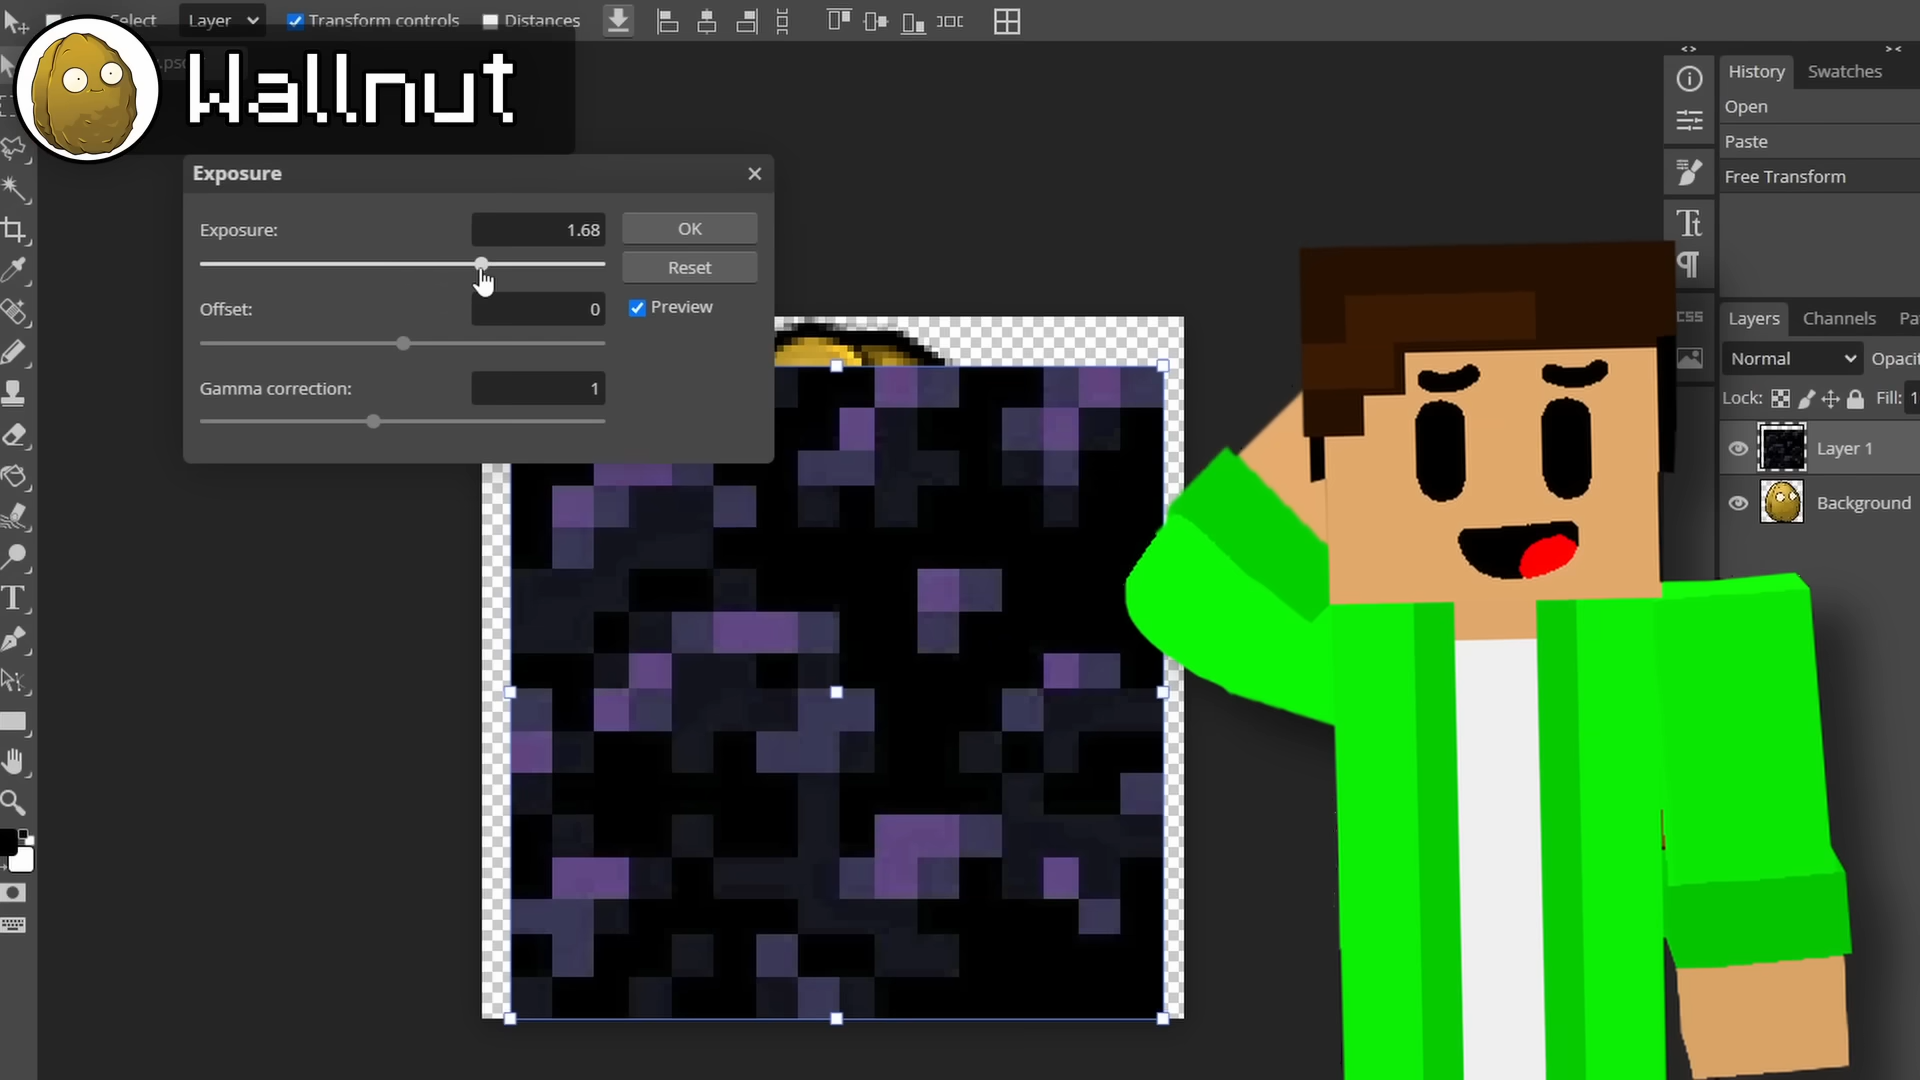 Layer
Transform controls
Distances
Wallnut
Exposure
Exposure:
1.68
OK
Reset
Offset:
0
Preview
Gamma correction:
1
History
Swatches
Open
Paste
Free Transform
CSS
Layers
Channels
Normal
Lock:
Fill:
Layer 1
Background